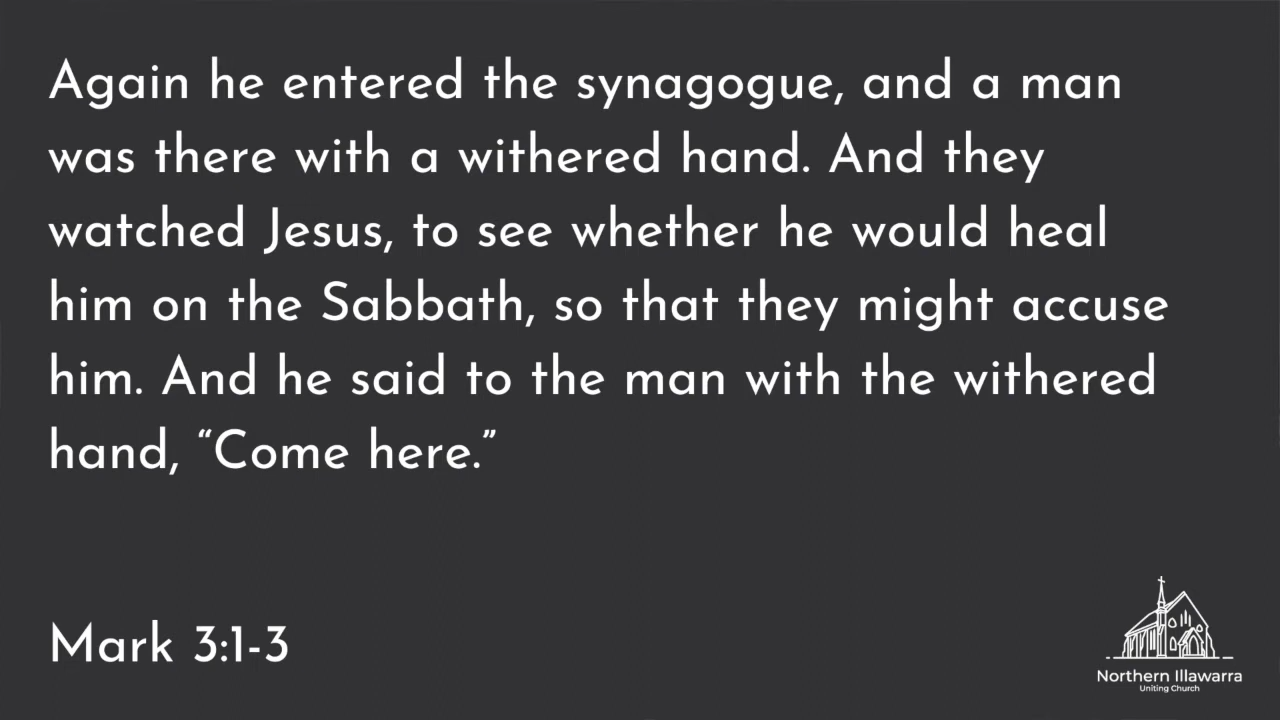 Again he entered the synagogue, and a man
was there with a withered hand. And they
watched Jesus, to see whether he would heal
him on the Sabbath, so that they might accuse
him. And he said to the man with the withered
hand, “Come here.”
Mark 3:1-3
Northern Illawarra
Uniting Church